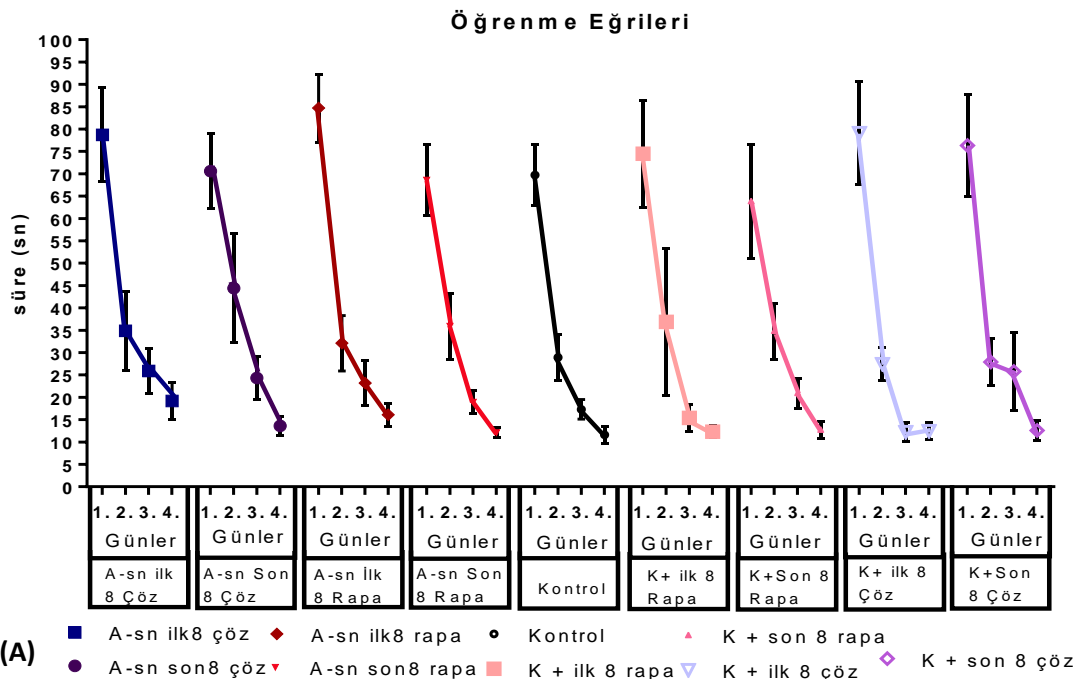 Öğrenme Eğrileri
süre (sn)
100
95
90
85
80
75
70
65
60
55
50
45
40
35
30
25
20
15
10
5
0
1. 2. 3. 4. 1. 2. 3. 4. 1. 2. 3. 4. 1. 2. 3. 4. 1. 2. 3. 4. 1. 2. 3. 4. 1. 2. 3. 4. 1. 2. 3. 4. 1. 2. 3. 4.
Günler Günler Günler Günler Günler Günler Günler Günler Günler
A-sn ilk
8 Çöz
A-sn Son
8 Çöz
A-sn İlk
8 Rapa
A-sn Son
8 Rapa
Kontrol
K+ ilk 8
Rapa
K+Son 8
Rapa
K+ ilk 8
Çöz
K+Son
8 Çöz
A-sn ilk8 çöz A-sn ilk8 rapa Kontrol K + son 8 rapa
A-sn son8 çöz A-sn son8 rapa K + ilk 8 rapa K + ilk 8 çöz K + son 8 çöz
(A)